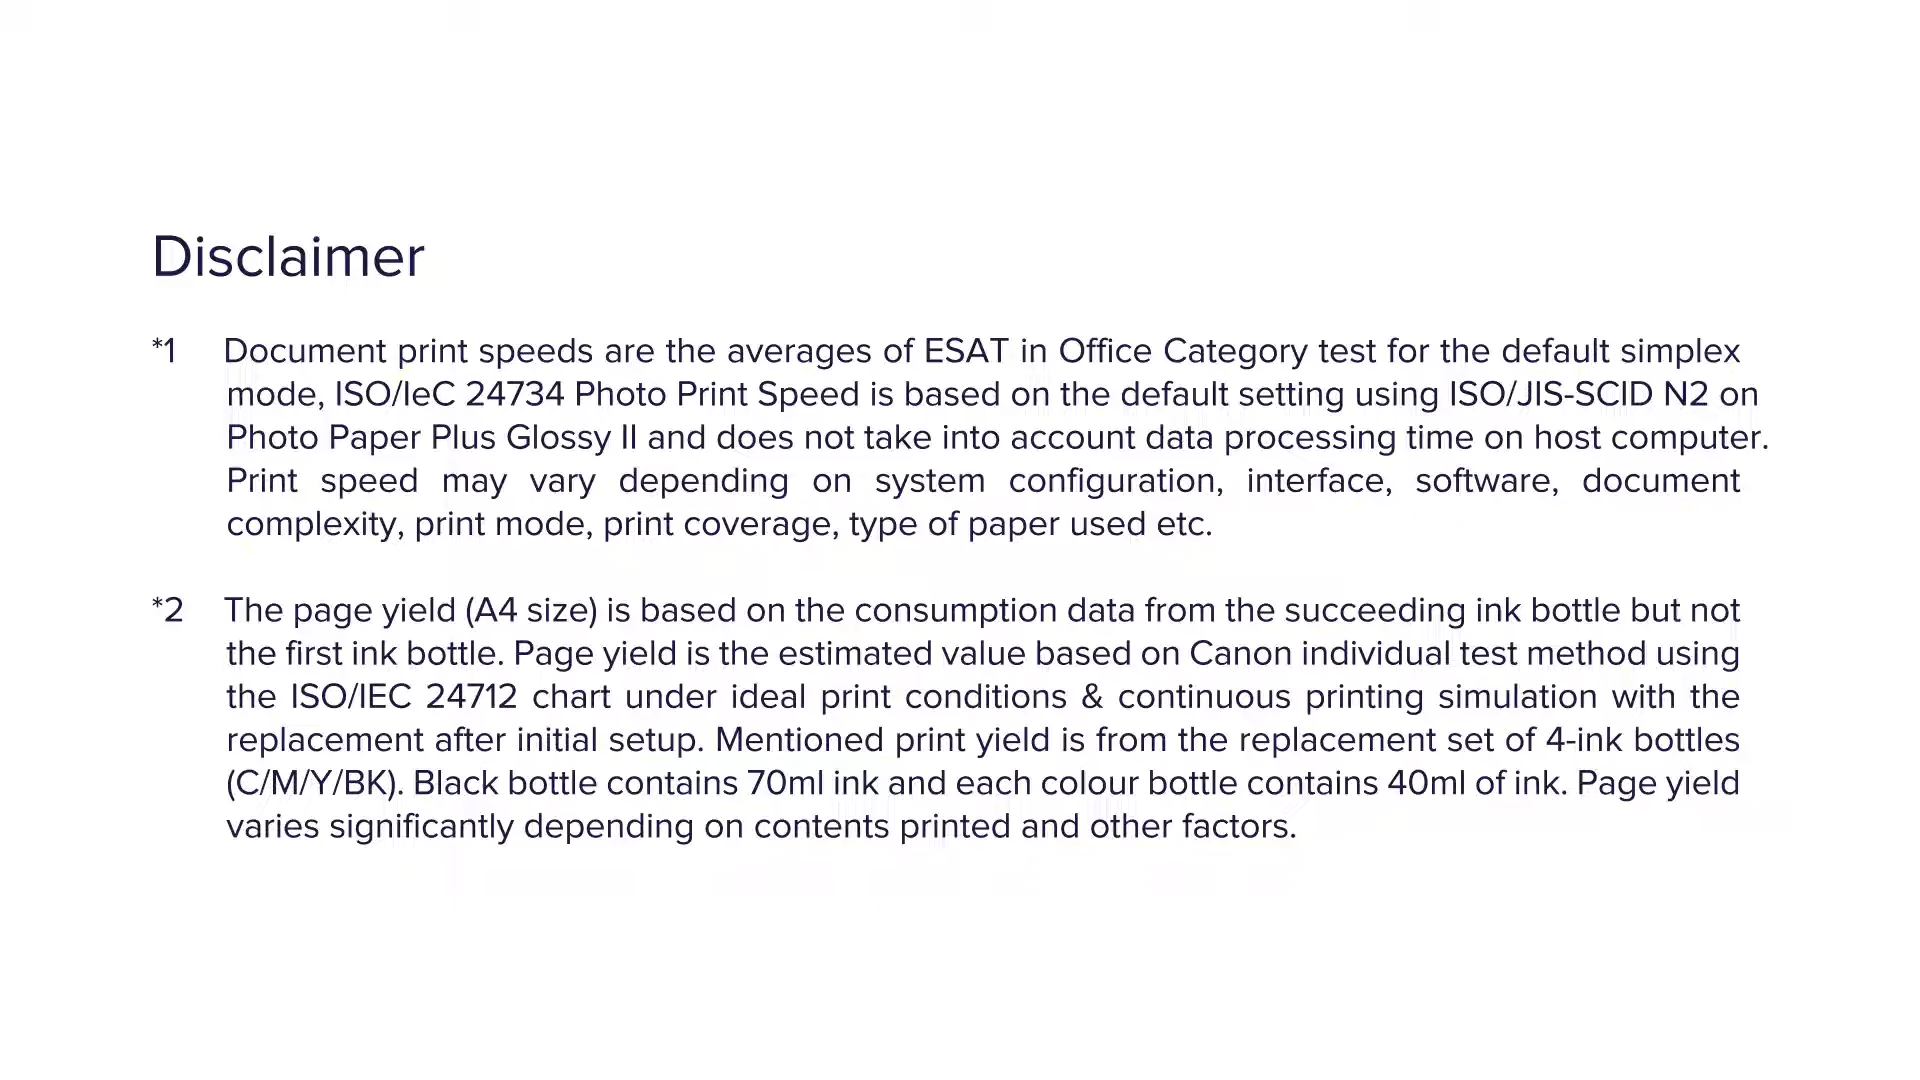 Disclaimer
*1 Document print speeds are the averages of ESAT in Office Category test for the default simplex
mode, ISO/IeC 24734 Photo Print Speed is based on the default setting using ISO/JIS-SCID N2 on
Photo Paper Plus Glossy II and does not take into account data processing time on host computer.
Print speed may vary depending on system configuration, interface, software, document
complexity, print mode, print coverage, type of paper used etc.
*2 The page yield (A4 size) is based on the consumption data from the succeeding ink bottle but not
the first ink bottle. Page yield is the estimated value based on Canon individual test method using
the ISO/IEC 24712 chart under ideal print conditions & continuous printing simulation with the
replacement after initial setup. Mentioned print yield is from the replacement set of 4-ink bottles
(C/M/Y/BK). Black bottle contains 70ml ink and each colour bottle contains 40ml of ink. Page yield
varies significantly depending on contents printed and other factors.